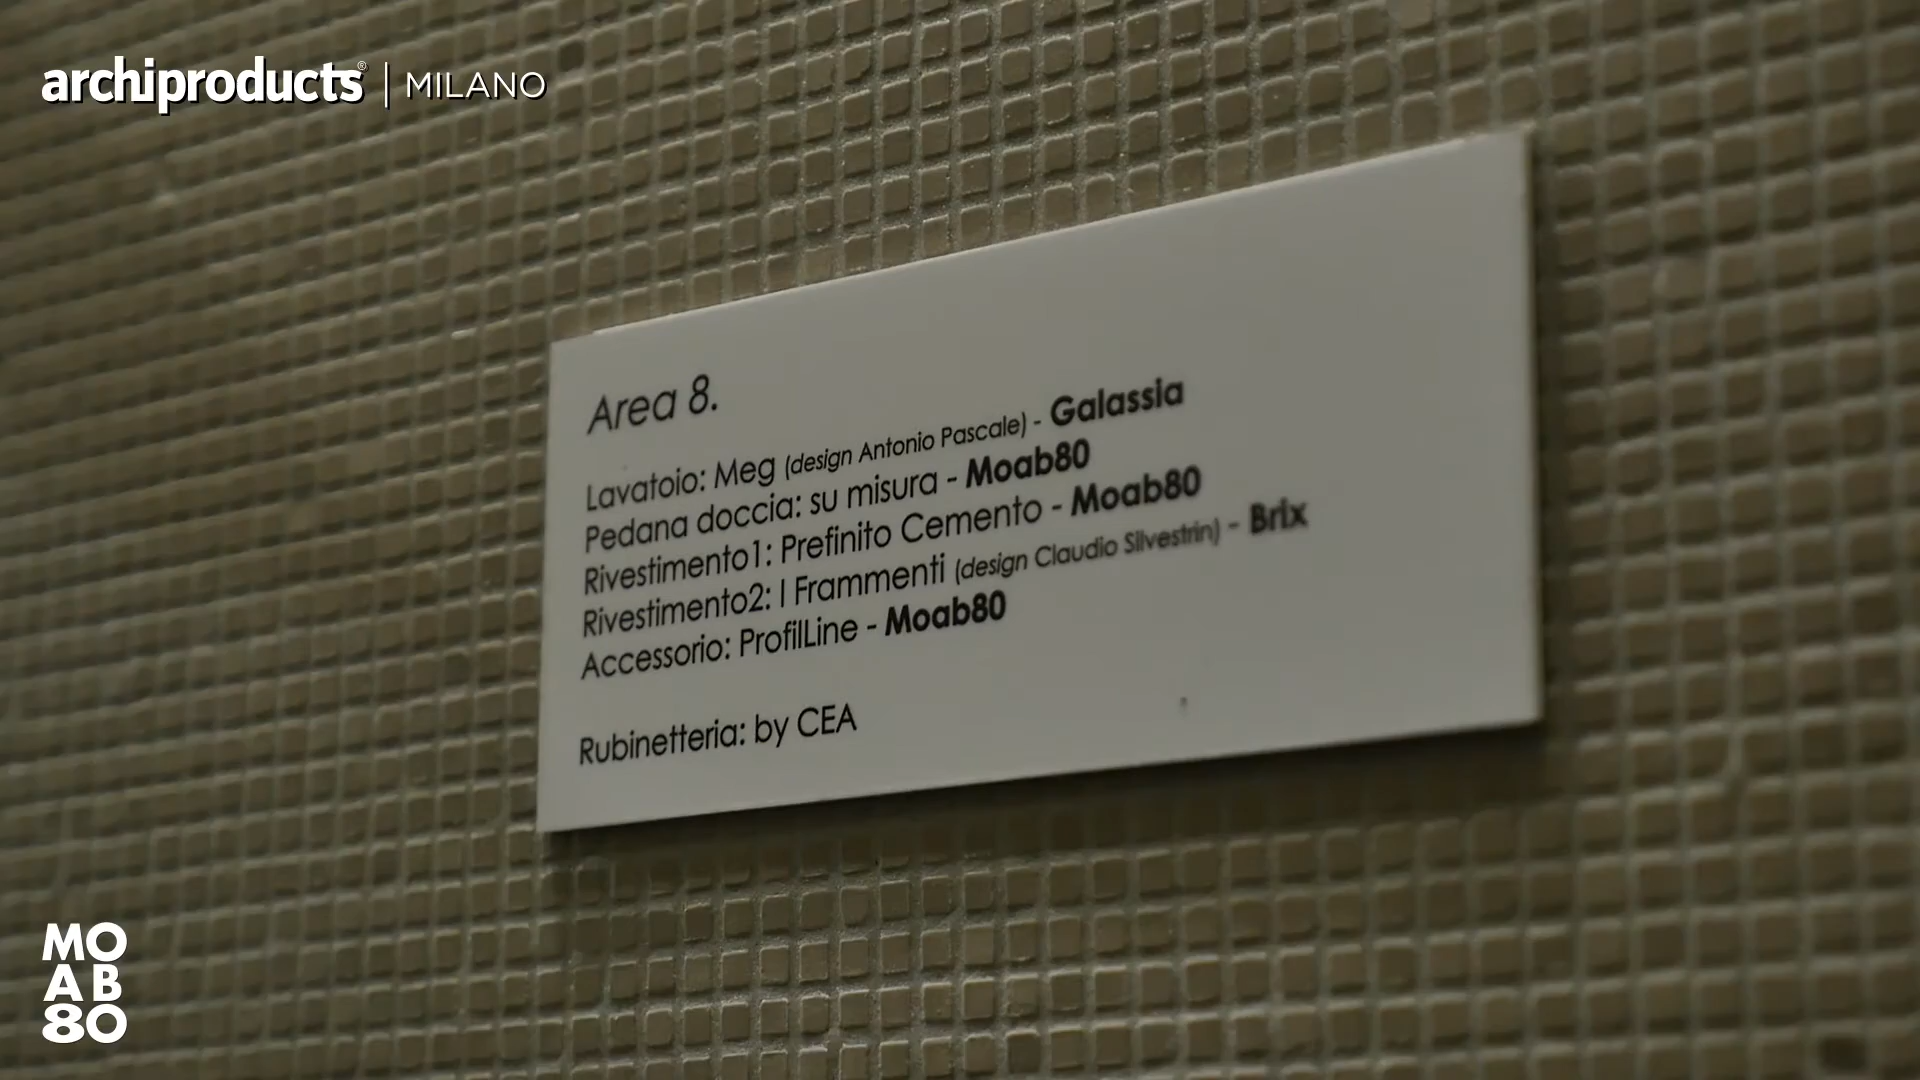 archiproducts® | MILANO
Area 8.
Lavatoio: Meg (design Antonio Pascale) - Galassia
Pedana doccia: su misura - Moab80
Rivestimento1: Prefinito Cemento - Moab80
Rivestimento2: I Frammenti (design Claudio Silvestrin) - Brix
Accessorio: ProfilLine - Moab80
Rubinetteria: by CEA
MO
AB
80